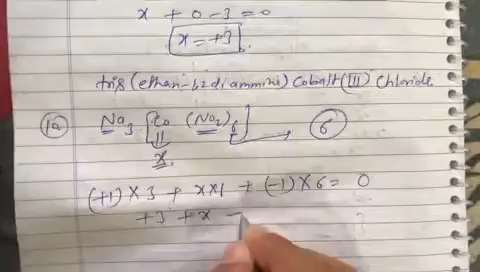 x + 0 - 3 = 0
x = +3
tris (ethan-1,2 diammine) Cobalt (III) Chloride.
Na3 [Co (NO2)6] → 6
x
(+1) × 3 + x×1 + (-1) × 6 = 0
+3 + x -